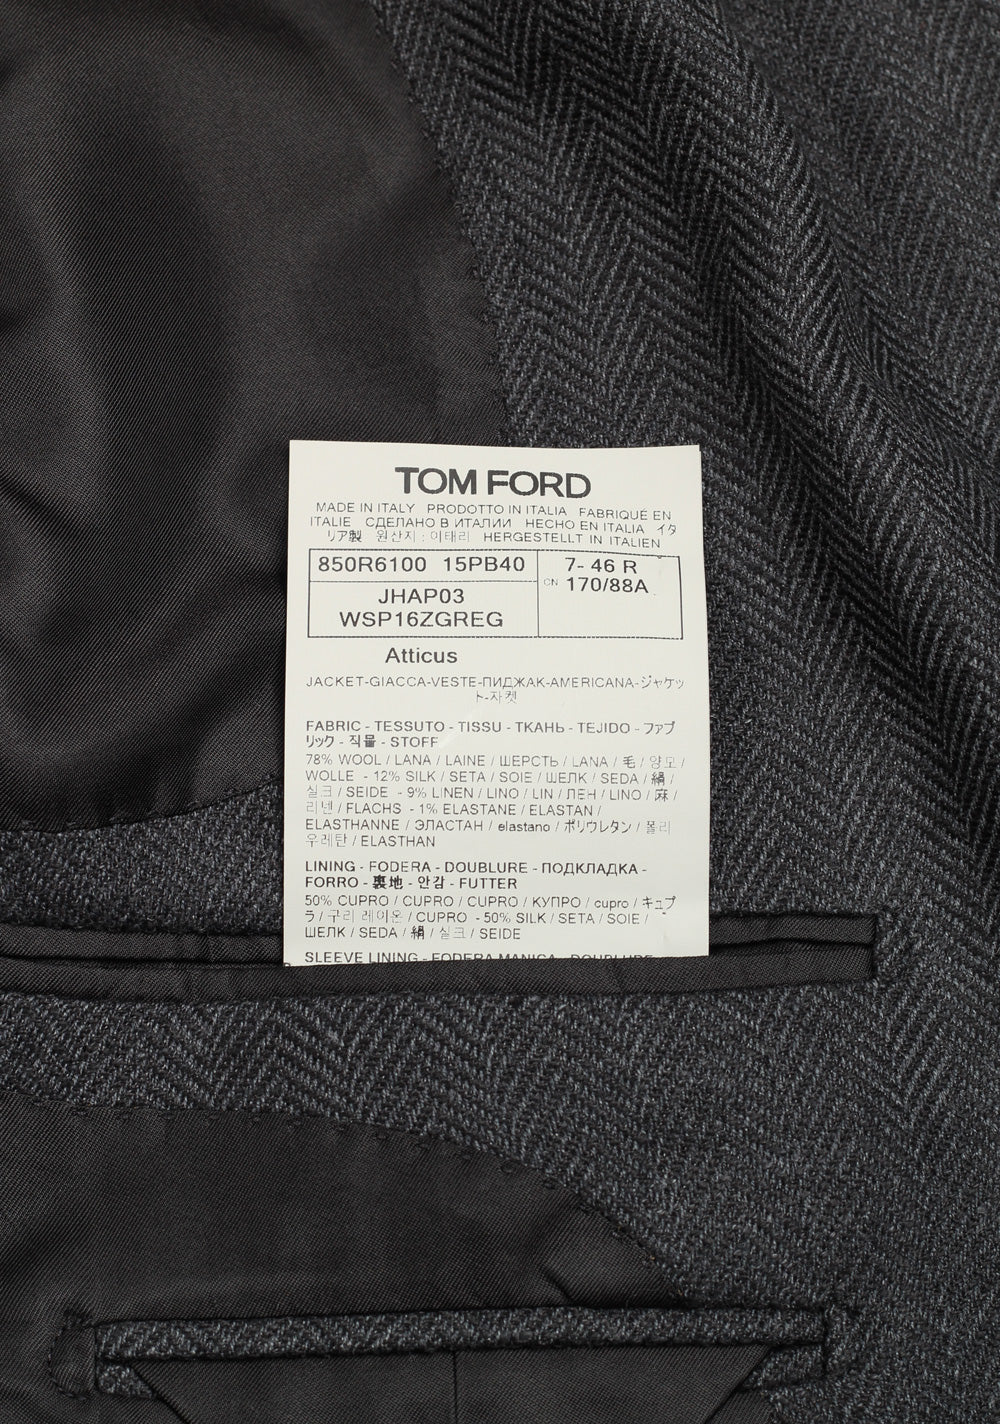 TOM FORD
MADE IN ITALY PRODOTTO IN ITALIA FABRIQUÉ EN
ITALIE СДЕЛАНО В ИТАЛИИ HECHO EN ITALIA イタ
リア製 원산지 : 이태리 HERGESTELLT IN ITALIEN
850R6100 15PB40
7- 46 R
CN 170/88A
JHAP03
WSP16ZGREG
Atticus
JACKET-GIACCA-VESTE-ПИДЖАК-AMERICANA-ジャケッ
ト-자켓
FABRIC - TESSUTO - TISSU - ТКАНЬ - TEJIDO - ファブ
リック - 직물 - STOFF
78% WOOL / LANA / LAINE / ШЕРСТЬ / LANA / 毛 / 양모 /
WOLLE - 12% SILK / SETA / SOIE / ШЕЛК / SEDA / 絹 /
실크 / SEIDE - 9% LINEN / LINO / LIN / ЛЕН / LINO / 麻 /
리넨 / FLACHS - 1% ELASTANE / ELASTAN /
ELASTHANNE / ЭЛАСТАН / elastano / ポリウレタン / 폴리
우레탄 / ELASTHAN
LINING - FODERA - DOUBLURE - ПОДКЛАДКА -
FORRO - 裏地 - 안감 - FUTTER
50% CUPRO / CUPRO / CUPRO / КУПРО / cupro / キュプ
ラ / 구리 레이온 / CUPRO - 50% SILK / SETA / SOIE /
ШЕЛК / SEDA / 絹 / 실크 / SEIDE
SLEEVE LINING - FODERA MANICA - DOUBLURE